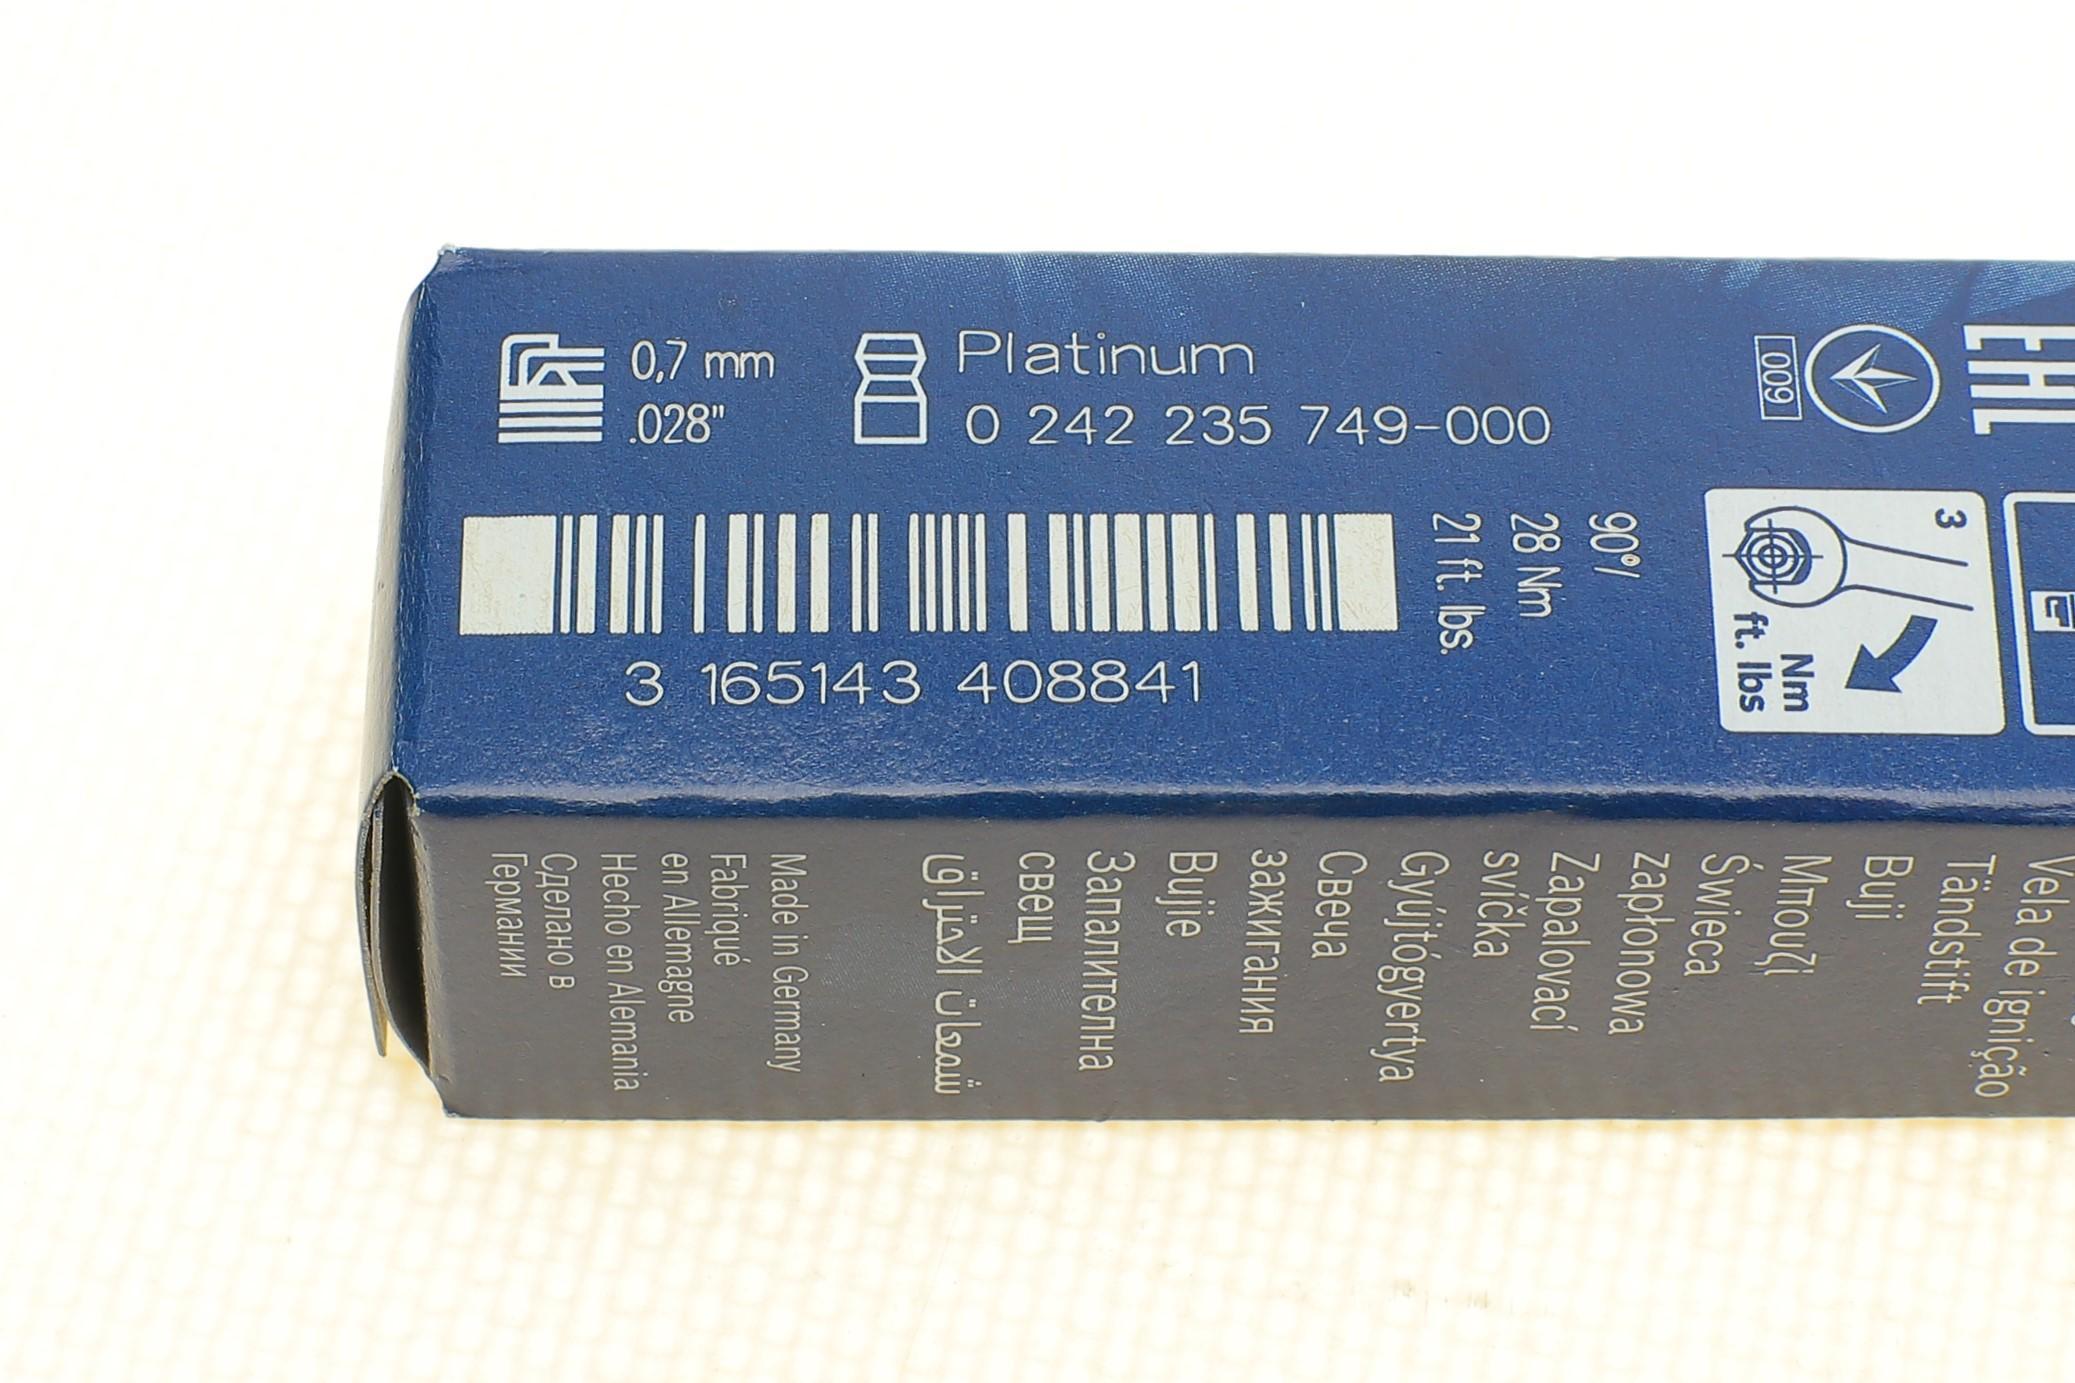 0,7 mm
.028"
Platinum
0 242 235 749-000
3 165143 408841
90°/
28 Nm
21 ft. lbs.
009
EAC
3
Nm
ft. lbs
Vela de ignição
Tändstift
Buji
Μπουζί
Świeca
zapłonowa
Zapalovací
svíčka
Gyújtógyertya
Свеча
зажигания
Bujie
Запалителна
свещ
شمعات الاحتراق
Made in Germany
Fabriqué
en Allemagne
Hecho en Alemania
Сделано в
Германии